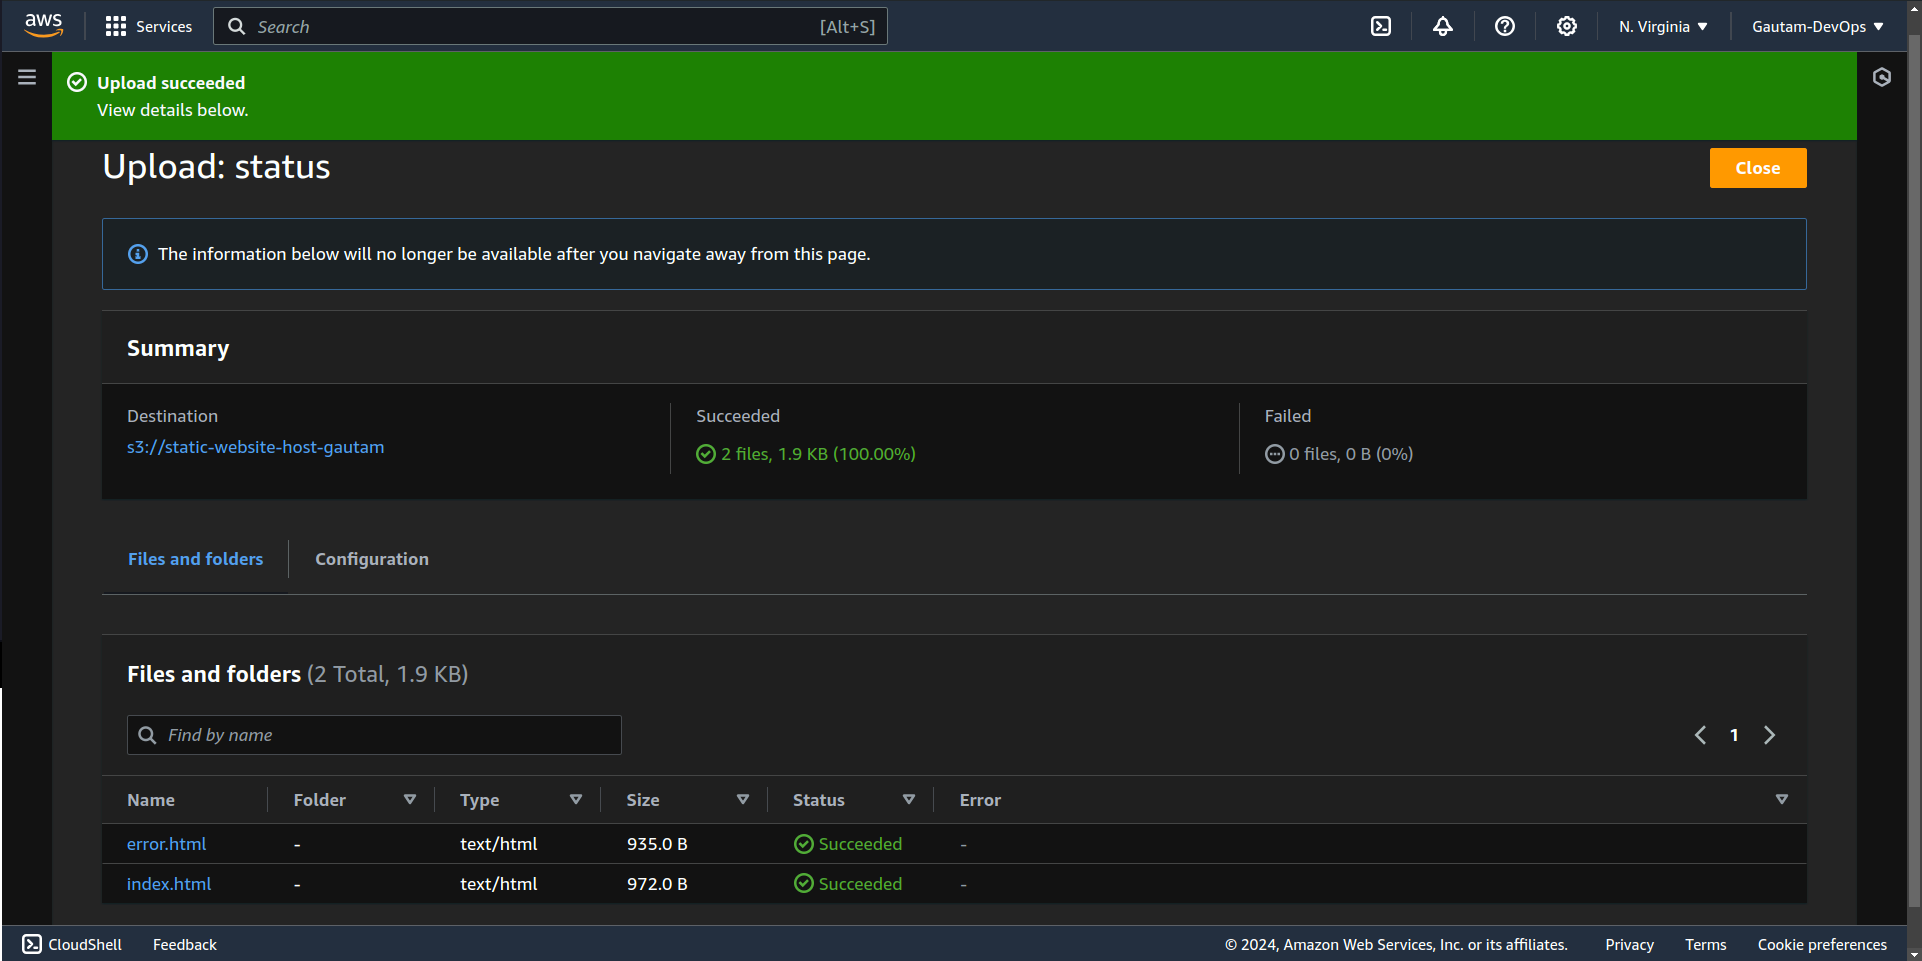 aws
Services
Search
[Alt+S]
N. Virginia
Gautam-DevOps
Upload succeeded
View details below.
Upload: status
Close
The information below will no longer be available after you navigate away from this page.
Summary
Destination
s3://static-website-host-gautam
Succeeded
2 files, 1.9 KB (100.00%)
Failed
0 files, 0 B (0%)
Files and folders
Configuration
Files and folders (2 Total, 1.9 KB)
Find by name
1
Name Folder Type Size Status Error
error.html - text/html 935.0 B Succeeded -
index.html - text/html 972.0 B Succeeded -
CloudShell Feedback © 2024, Amazon Web Services, Inc. or its affiliates. Privacy Terms Cookie preferences